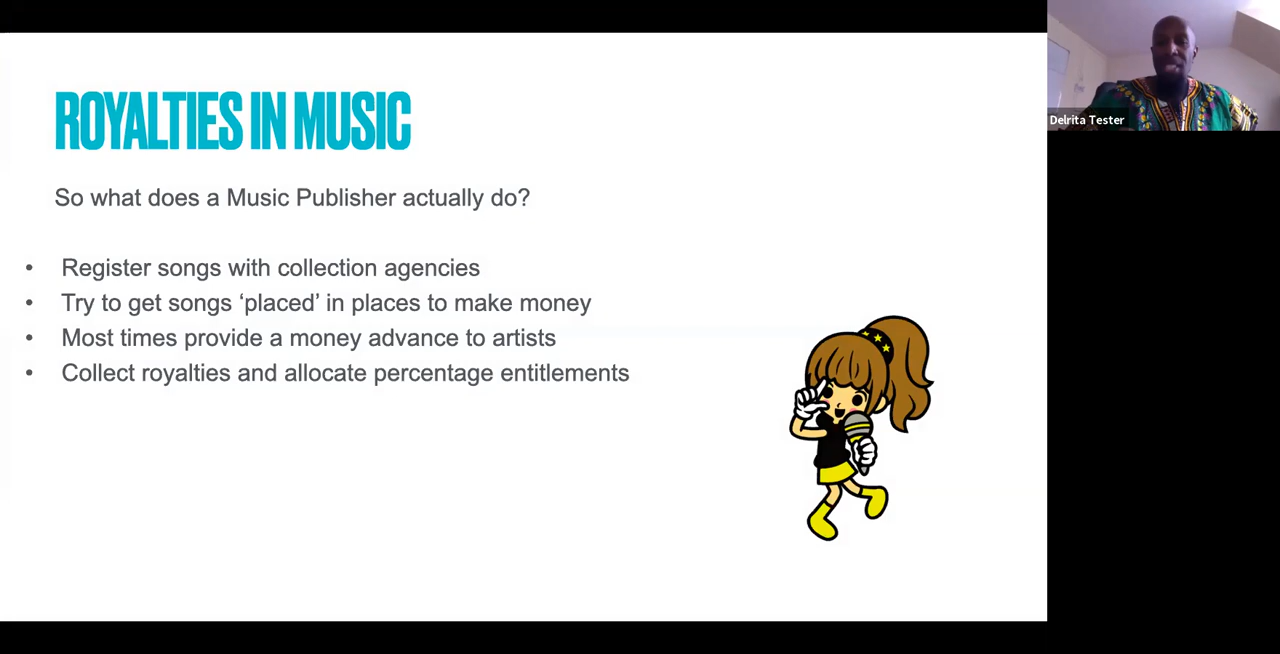 ROYALTIES IN MUSIC
So what does a Music Publisher actually do?
• Register songs with collection agencies
• Try to get songs ‘placed’ in places to make money
• Most times provide a money advance to artists
• Collect royalties and allocate percentage entitlements
Delrita Tester